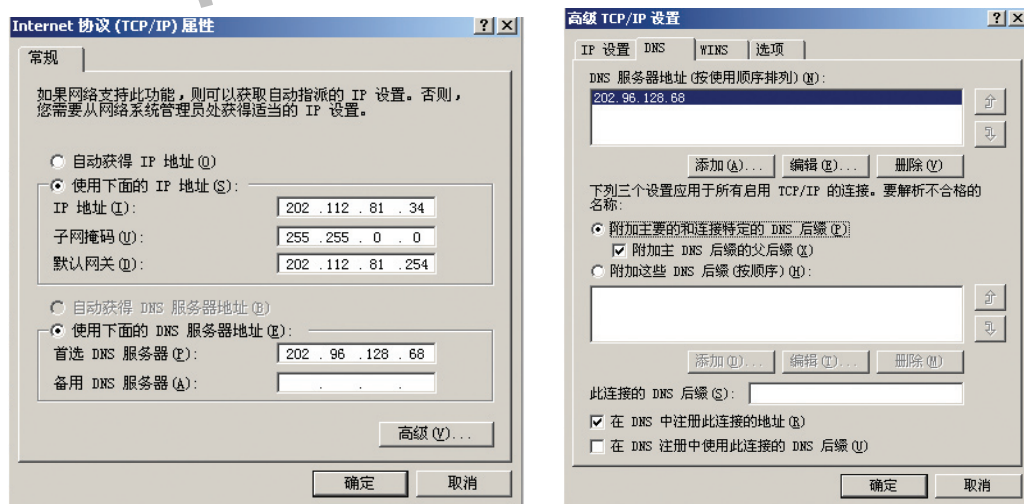 Internet 协议 (TCP/IP) 属性
常规
如果网络支持此功能，则可以获取自动指派的 IP 设置。否则，
您需要从网络系统管理员处获得适当的 IP 设置。
自动获得 IP 地址(O)
使用下面的 IP 地址(S):
IP 地址(I): 202 .112 . 81 . 34
子网掩码(U): 255 .255 . 0 . 0
默认网关(D): 202 .112 . 81 .254
自动获得 DNS 服务器地址(B)
使用下面的 DNS 服务器地址(E):
首选 DNS 服务器(P): 202 . 96 .128 . 68
备用 DNS 服务器(A): . . .
高级(V)...
确定 取消
高级 TCP/IP 设置
IP 设置 DNS WINS 选项
DNS 服务器地址(按使用顺序排列)(N):
202.96.128.68
添加(A)... 编辑(E)... 删除(V)
下列三个设置应用于所有启用 TCP/IP 的连接。要解析不合格的
名称:
附加主要的和连接特定的 DNS 后缀(P)
附加主 DNS 后缀的父后缀(X)
附加这些 DNS 后缀(按顺序)(H):
添加(D)... 编辑(T)... 删除(M)
此连接的 DNS 后缀(S):
在 DNS 中注册此连接的地址(R)
在 DNS 注册中使用此连接的 DNS 后缀(U)
确定 取消